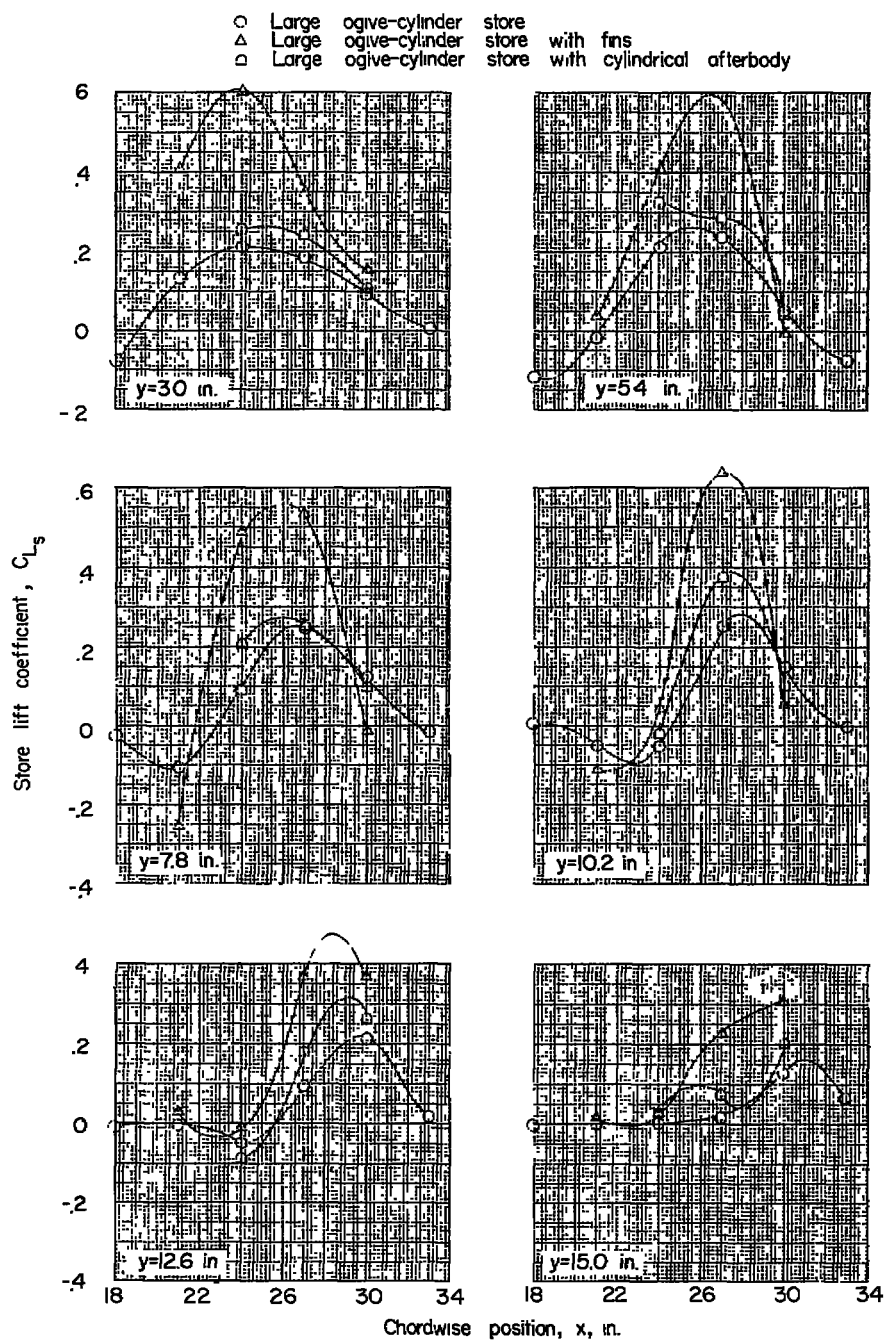 Large ogive-cylinder store
Large ogive-cylinder store with fins
Large ogive-cylinder store with cylindrical afterbody
6
.4
.2
0
-2
y=30 in.
y=54 in.
Store lift coefficient, CLs
.6
.4
.2
0
-.2
-.4
y=7.8 in.
y=10.2 in
4
.2
0
-.2
-.4
y=12.6 in
y=15.0 in.
18 22 26 30 34
18 22 26 30 34
Chordwise position, x, in.